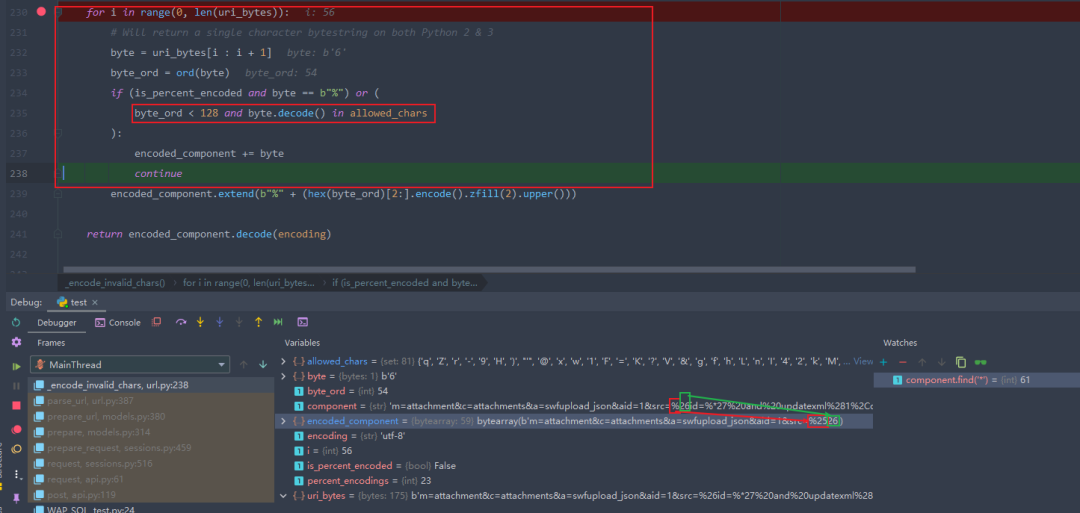 230 for i in range(0, len(uri_bytes)): i: 56
231 # Will return a single character bytestring on both Python 2 & 3
232 byte = uri_bytes[i : i + 1] byte: b'6'
233 byte_ord = ord(byte) byte_ord: 54
234 if (is_percent_encoded and byte == b"%") or (
235 byte_ord < 128 and byte.decode() in allowed_chars
236 ):
237 encoded_component += byte
238 continue
239 encoded_component.extend(b"%" + (hex(byte_ord)[2:].encode().zfill(2).upper()))
240
241 return encoded_component.decode(encoding)
242
_encode_invalid_chars() > for i in range(0, len(uri_bytes... > if (is_percent_encoded and byte...
Debug: test ×
Debugger Console
Frames Variables Watches
MainThread
_encode_invalid_chars, url.py:238
parse_url, url.py:387
prepare_url, models.py:380
prepare, models.py:314
prepare_request, sessions.py:459
request, sessions.py:516
request, api.py:61
post, api.py:119
WAP_SQL_test.py:24
allowed_chars = {set: 81} {'q', 'Z', 'r', '-', '9', 'H', ')', '"', '@', 'x', 'w', '1', 'F', '=', 'K', '?', 'V', '&', 'g', 'f', 'h', 'L', 'n', 'l', '4', '2', 'k', 'M', ... View
byte = {bytes: 1} b'6'
byte_ord = {int} 54
component = {str} 'm=attachment&c=attachments&a=swfupload_json&aid=1&src=%26id=%*27%20and%20updatexml%281%2Cc
encoded_component = {bytearray: 59} bytearray(b'm=attachment&c=attachments&a=swfupload_json&aid=1&src=%2526')
encoding = {str} 'utf-8'
i = {int} 56
is_percent_encoded = {bool} False
percent_encodings = {int} 23
uri_bytes = {bytes: 175} b'm=attachment&c=attachments&a=swfupload_json&aid=1&src=%26id=%*27%20and%20updatexml%28
component.find("*") = {int} 61